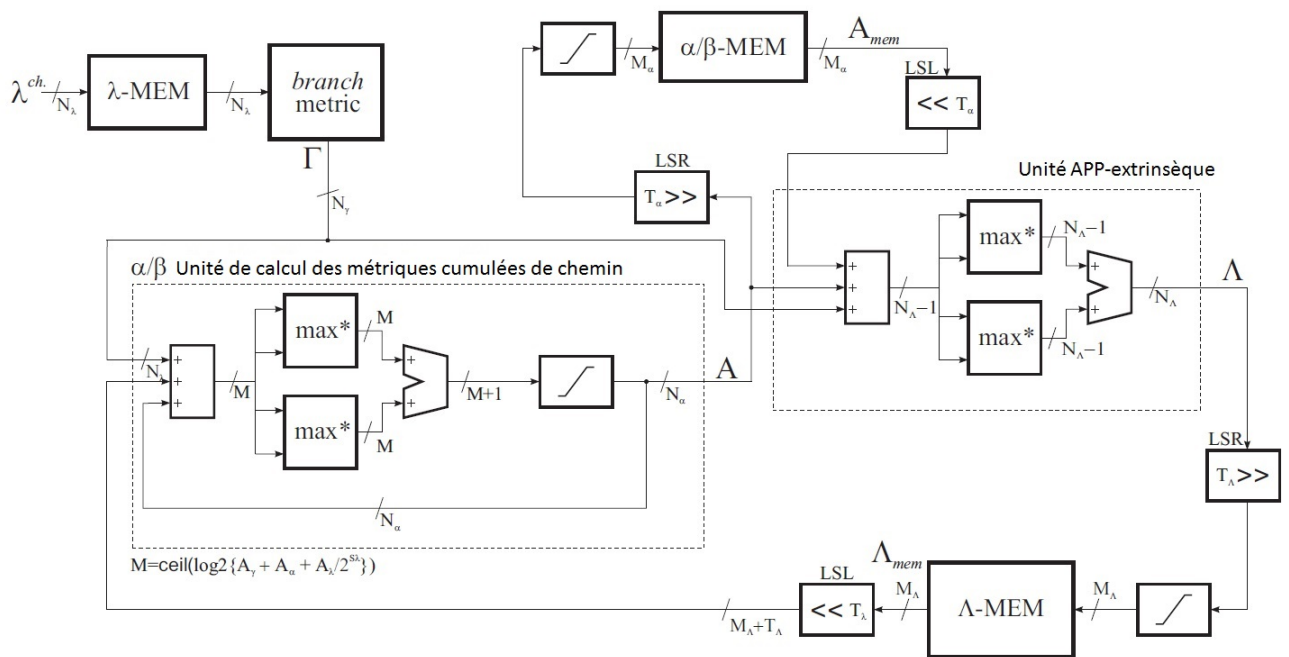 λ^ch.
N_λ
λ-MEM
N_λ
branch
metric
Γ
N_γ
M_α
α/β-MEM
M_α
A_mem
LSL
<< T_α
LSR
T_α >>
Unité APP-extrinsèque
+
+
+
N_Λ−1
max*
N_Λ−1
max*
N_Λ−1
+
+
N_Λ
Λ
α/β Unité de calcul des métriques cumulées de chemin
N_λ
+
+
+
M
max*
M
max*
M
+
+
M+1
A
N_α
N_α
M=ceil(log2{A_γ + A_α + A_λ/2^sλ})
LSR
T_Λ >>
M_Λ
Λ-MEM
Λ_mem
M_Λ
LSL
<< T_λ
M_Λ+T_Λ